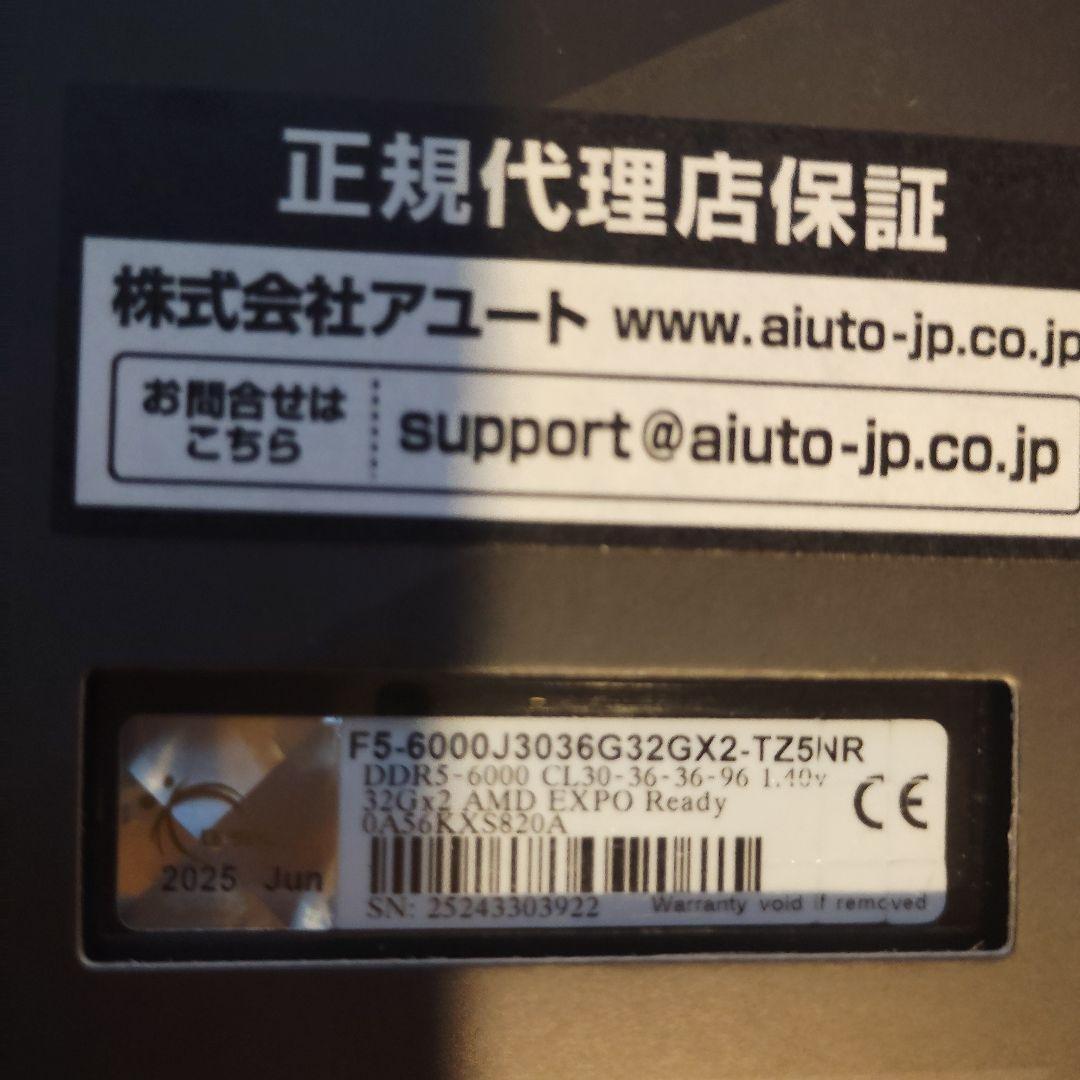 正規代理店保証
株式会社アユート www.aiuto-jp.co.jp
お問合せは
こちら
support@aiuto-jp.co.jp
F5-6000J3036G32GX2-TZ5NR
DDR5-6000 CL30-36-36-96 1.40v
32Gx2 AMD EXPO Ready
0A56KXS820A
CE
2025 Jun
SN: 25243303922
Warranty void if removed